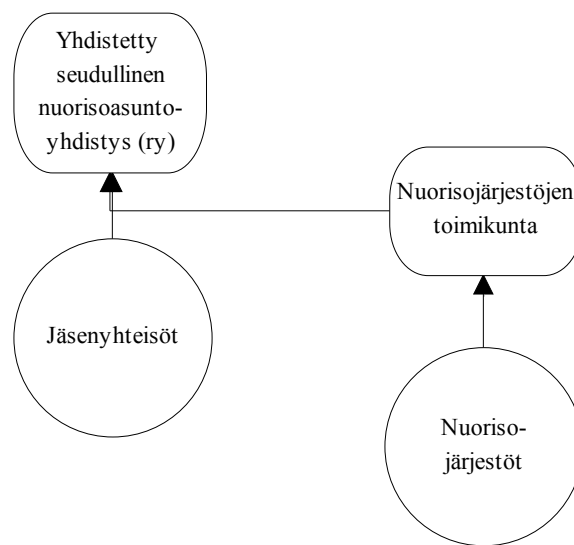 Yhdistetty
seudullinen
nuorisoasunto-
yhdistys (ry)
Nuorisojärjestöjen
toimikunta
Jäsenyhteisöt
Nuoriso-
järjestöt